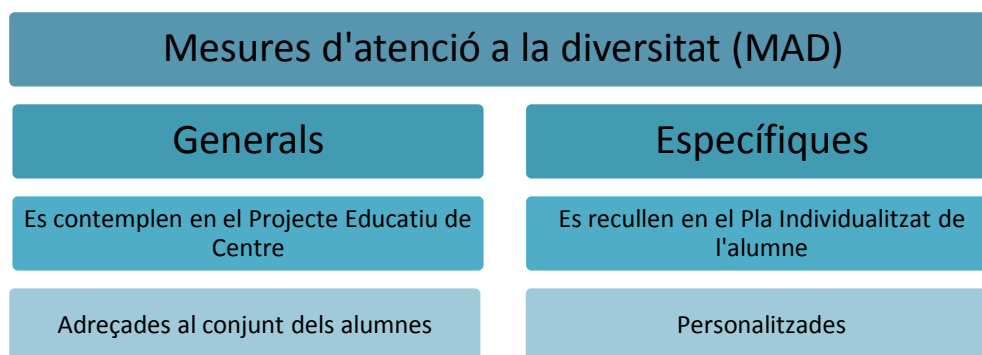 Mesures d'atenció a la diversitat (MAD)
Generals
Específiques
Es contemplen en el Projecte Educatiu de
Centre
Es recullen en el Pla Individualitzat de
l'alumne
Adreçades al conjunt dels alumnes
Personalitzades